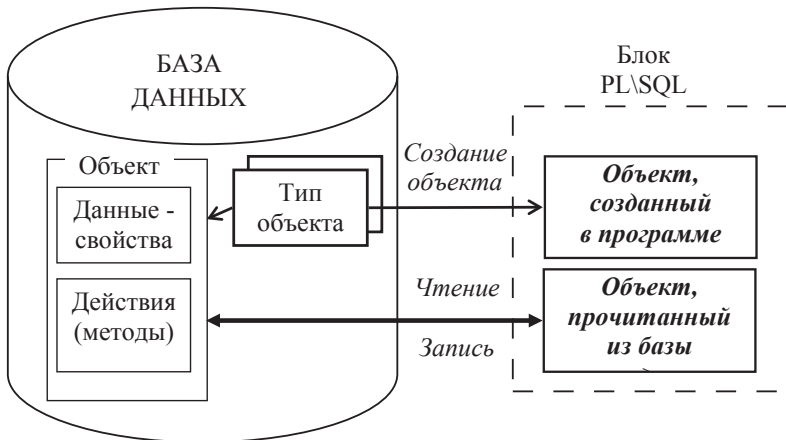 БАЗА
ДАННЫХ
Блок
PL\SQL
Объект
Данные -
свойства
Действия
(методы)
Тип
объекта
Создание
объекта
Чтение
Запись
Объект,
созданный
в программе
Объект,
прочитанный
из базы